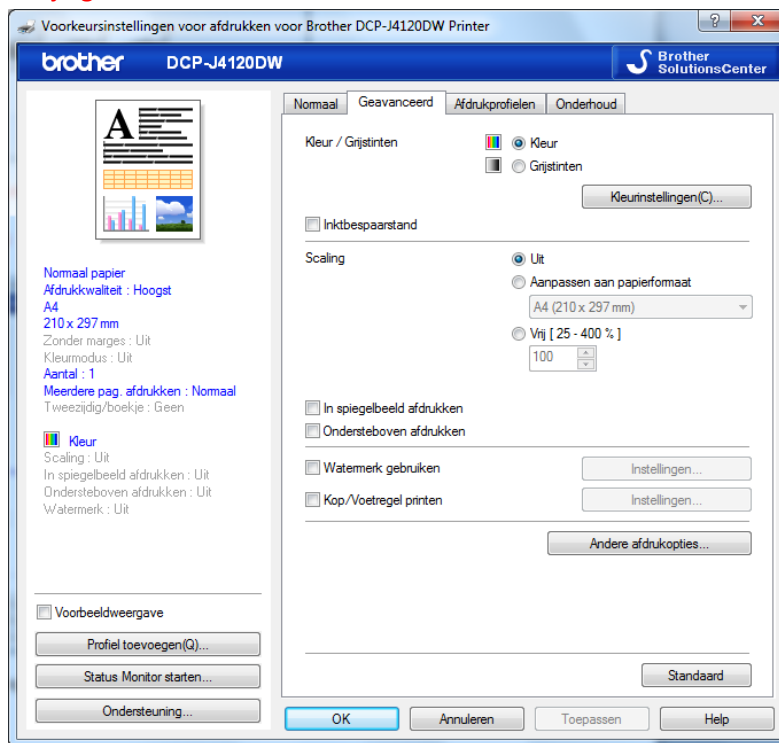 Voorkeursinstellingen voor afdrukken voor Brother DCP-J4120DW Printer
brother DCP-J4120DW
Brother
SolutionsCenter
Normaal Geavanceerd Afdrukprofielen Onderhoud
A
Normaal papier
Afdrukkwaliteit : Hoogst
A4
210 x 297 mm
Zonder marges : Uit
Kleurmodus : Uit
Aantal : 1
Meerdere pag. afdrukken : Normaal
Tweezijdig/boekje : Geen
Kleur
Scaling : Uit
In spiegelbeeld afdrukken : Uit
Ondersteboven afdrukken : Uit
Watermerk : Uit
Voorbeeldweergave
Profiel toevoegen(Q)...
Status Monitor starten...
Ondersteuning...
Kleur / Grijstinten
Kleur
Grijstinten
Kleurinstellingen(C)...
Inktbespaarstand
Scaling
Uit
Aanpassen aan papierformaat
A4 (210 x 297 mm)
Vrij [ 25 - 400 % ]
100
In spiegelbeeld afdrukken
Ondersteboven afdrukken
Watermerk gebruiken
Instellingen...
Kop/Voetregel printen
Instellingen...
Andere afdrukopties...
Standaard
OK
Annuleren
Toepassen
Help